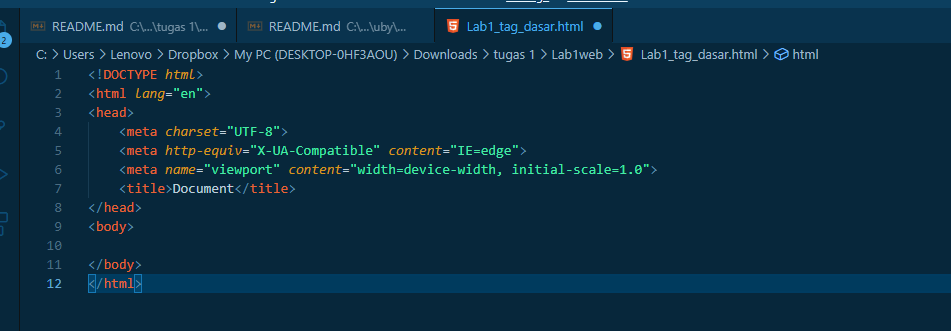 README.md C:\...\tugas 1\... README.md C:\...\uby\... Lab1_tag_dasar.html
2
C: > Users > Lenovo > Dropbox > My PC (DESKTOP-0HF3AOU) > Downloads > tugas 1 > Lab1web > Lab1_tag_dasar.html > html
1 <!DOCTYPE html>
2 <html lang="en">
3 <head>
4 <meta charset="UTF-8">
5 <meta http-equiv="X-UA-Compatible" content="IE=edge">
6 <meta name="viewport" content="width=device-width, initial-scale=1.0">
7 <title>Document</title>
8 </head>
9 <body>
10
11 </body>
12 </html>